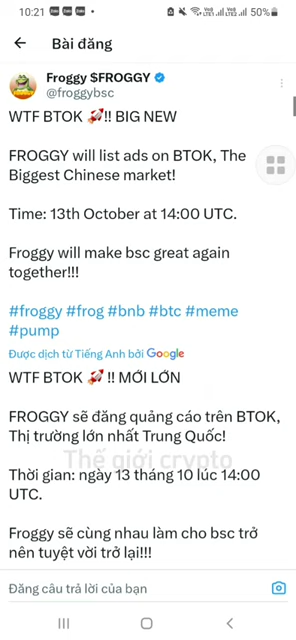 10:21 Zalo Zalo Zalo • 50%
Bài đăng
Froggy $FROGGY
@froggybsc
WTF BTOK 🚀!! BIG NEW
FROGGY will list ads on BTOK, The
Biggest Chinese market!
Time: 13th October at 14:00 UTC.
Froggy will make bsc great again
together!!!
#froggy #frog #bnb #btc #meme
#pump
Được dịch từ Tiếng Anh bởi Google
WTF BTOK 🚀 !! MỚI LỚN
FROGGY sẽ đăng quảng cáo trên BTOK,
Thị trường lớn nhất Trung Quốc!
Thế giới crypto
Thời gian: ngày 13 tháng 10 lúc 14:00
UTC.
Froggy sẽ cùng nhau làm cho bsc trở
nên tuyệt vời trở lại!!!
Đăng câu trả lời của bạn